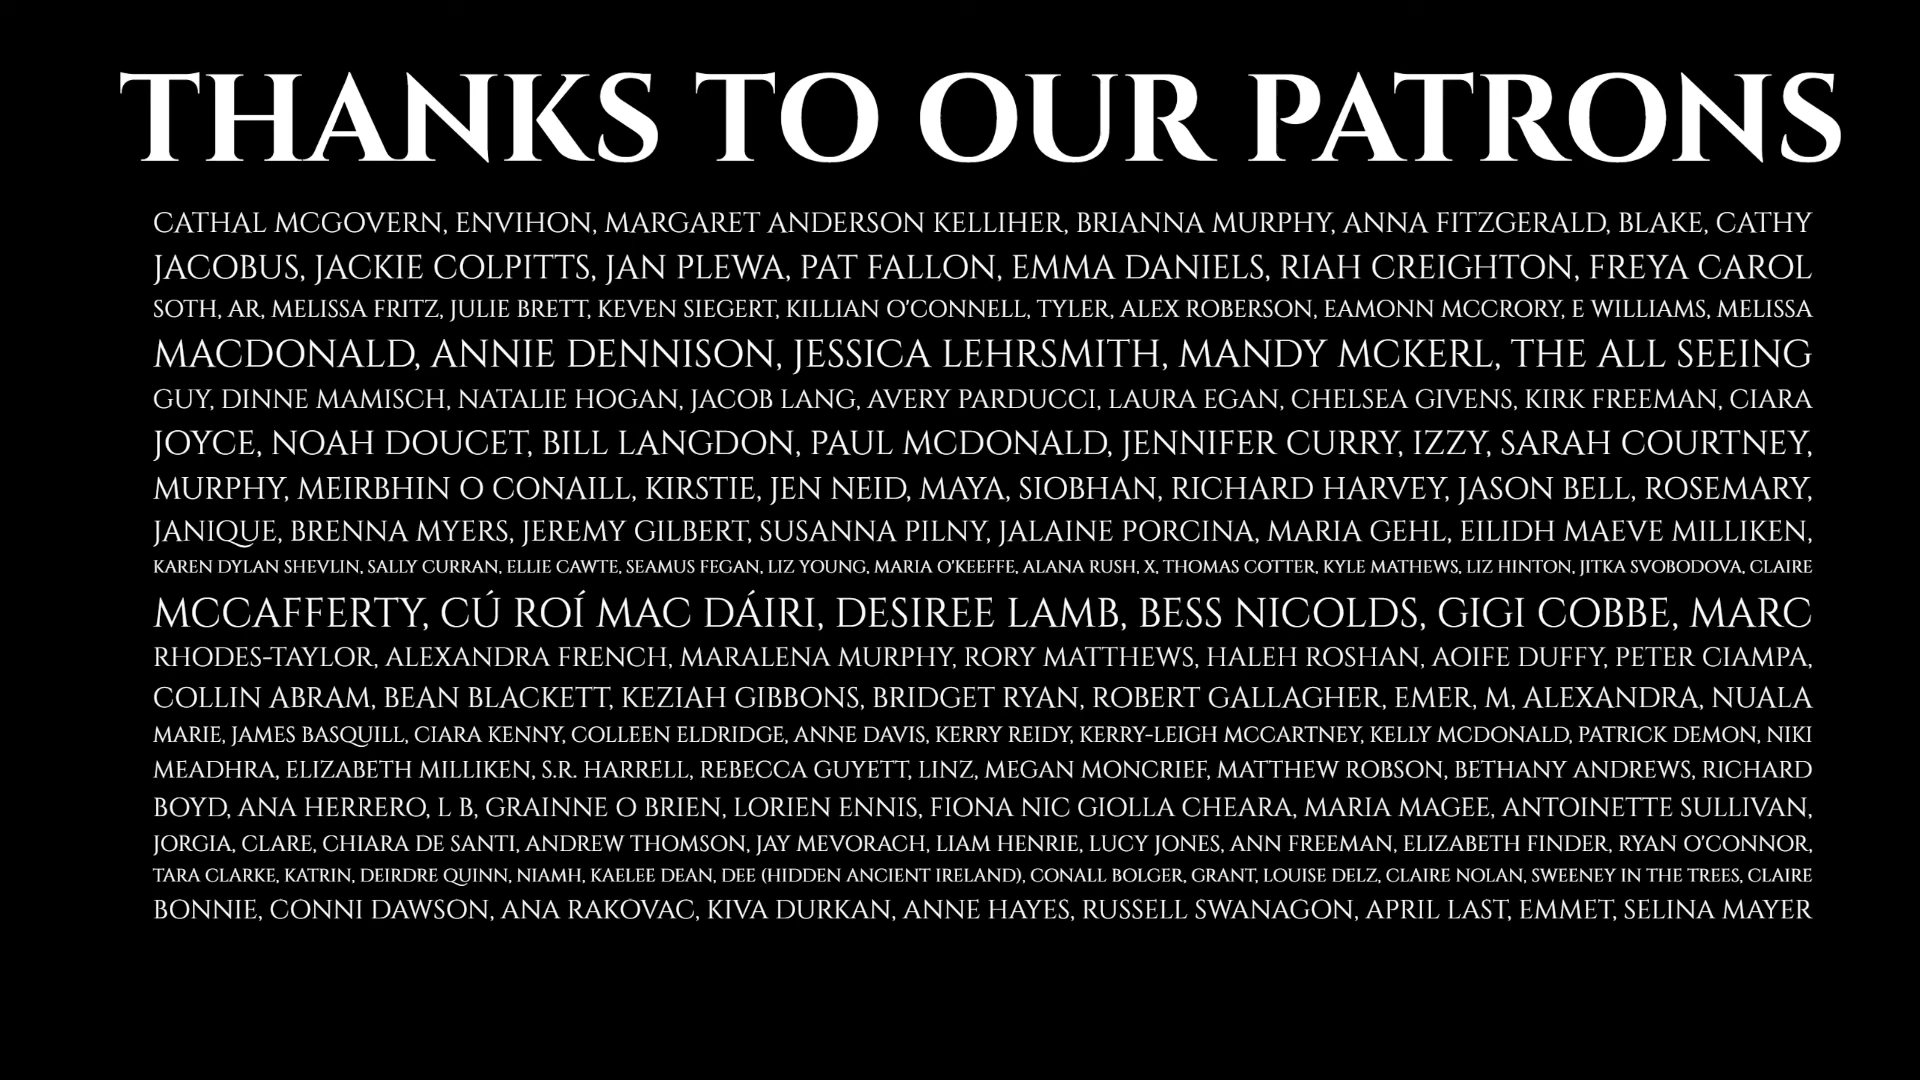 THANKS TO OUR PATRONS
CATHAL MCGOVERN, ENVIHON, MARGARET ANDERSON KELLIHER, BRIANNA MURPHY, ANNA FITZGERALD, BLAKE, CATHY
JACOBUS, JACKIE COLPITTS, JAN PLEWA, PAT FALLON, EMMA DANIELS, RIAH CREIGHTON, FREYA CAROL
SOTH, AR, MELISSA FRITZ, JULIE BRETT, KEVEN SIEGERT, KILLIAN O'CONNELL, TYLER, ALEX ROBERSON, EAMONN MCCRORY, E WILLIAMS, MELISSA
MACDONALD, ANNIE DENNISON, JESSICA LEHRSMITH, MANDY MCKERL, THE ALL SEEING
GUY, DINNE MAMISCH, NATALIE HOGAN, JACOB LANG, AVERY PARDUCCI, LAURA EGAN, CHELSEA GIVENS, KIRK FREEMAN, CIARA
JOYCE, NOAH DOUCET, BILL LANGDON, PAUL MCDONALD, JENNIFER CURRY, IZZY, SARAH COURTNEY,
MURPHY, MEIRBHIN O CONAILL, KIRSTIE, JEN NEID, MAYA, SIOBHAN, RICHARD HARVEY, JASON BELL, ROSEMARY,
JANIQUE, BRENNA MYERS, JEREMY GILBERT, SUSANNA PILNY, JALAINE PORCINA, MARIA GEHL, EILIDH MAEVE MILLIKEN,
KAREN DYLAN SHEVLIN, SALLY CURRAN, ELLIE CAWTE, SEAMUS FEGAN, LIZ YOUNG, MARIA O'KEEFFE, ALANA RUSH, X, THOMAS COTTER, KYLE MATHEWS, LIZ HINTON, JITKA SVOBODOVA, CLAIRE
MCCAFFERTY, CÚ ROÍ MAC DÁIRI, DESIREE LAMB, BESS NICOLDS, GIGI COBBE, MARC
RHODES-TAYLOR, ALEXANDRA FRENCH, MARALENA MURPHY, RORY MATTHEWS, HALEH ROSHAN, AOIFE DUFFY, PETER CIAMPA,
COLLIN ABRAM, BEAN BLACKETT, KEZIAH GIBBONS, BRIDGET RYAN, ROBERT GALLAGHER, EMER, M, ALEXANDRA, NUALA
MARIE, JAMES BASQUILL, CIARA KENNY, COLLEEN ELDRIDGE, ANNE DAVIS, KERRY REIDY, KERRY-LEIGH MCCARTNEY, KELLY MCDONALD, PATRICK DEMON, NIKI
MEADHRA, ELIZABETH MILLIKEN, S.R. HARRELL, REBECCA GUYETT, LINZ, MEGAN MONCRIEF, MATTHEW ROBSON, BETHANY ANDREWS, RICHARD
BOYD, ANA HERRERO, L B, GRAINNE O BRIEN, LORIEN ENNIS, FIONA NIC GIOLLA CHEARA, MARIA MAGEE, ANTOINETTE SULLIVAN,
JORGIA, CLARE, CHIARA DE SANTI, ANDREW THOMSON, JAY MEVORACH, LIAM HENRIE, LUCY JONES, ANN FREEMAN, ELIZABETH FINDER, RYAN O'CONNOR,
TARA CLARKE, KATRIN, DEIRDRE QUINN, NIAMH, KAELEE DEAN, DEE (HIDDEN ANCIENT IRELAND), CONALL BOLGER, GRANT, LOUISE DELZ, CLAIRE NOLAN, SWEENEY IN THE TREES, CLAIRE
BONNIE, CONNI DAWSON, ANA RAKOVAC, KIVA DURKAN, ANNE HAYES, RUSSELL SWANAGON, APRIL LAST, EMMET, SELINA MAYER